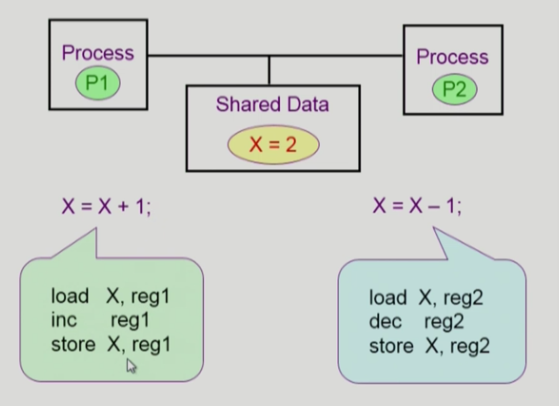 Process
P1
Process
P2
Shared Data
X = 2
X = X + 1;
X = X – 1;
load X, reg1
inc reg1
store X, reg1
load X, reg2
dec reg2
store X, reg2